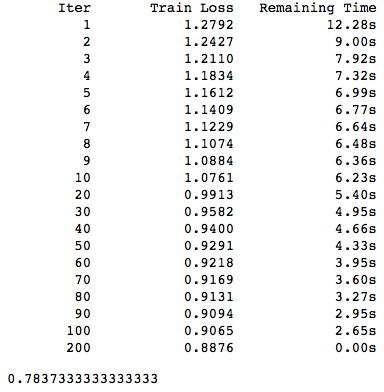 Iter Train Loss Remaining Time
1 1.2792 12.28s
2 1.2427 9.00s
3 1.2110 7.92s
4 1.1834 7.32s
5 1.1612 6.99s
6 1.1409 6.77s
7 1.1229 6.64s
8 1.1074 6.48s
9 1.0884 6.36s
10 1.0761 6.23s
20 0.9913 5.40s
30 0.9582 4.95s
40 0.9400 4.66s
50 0.9291 4.33s
60 0.9218 3.95s
70 0.9169 3.60s
80 0.9131 3.27s
90 0.9094 2.95s
100 0.9065 2.65s
200 0.8876 0.00s
0.78373333333333333